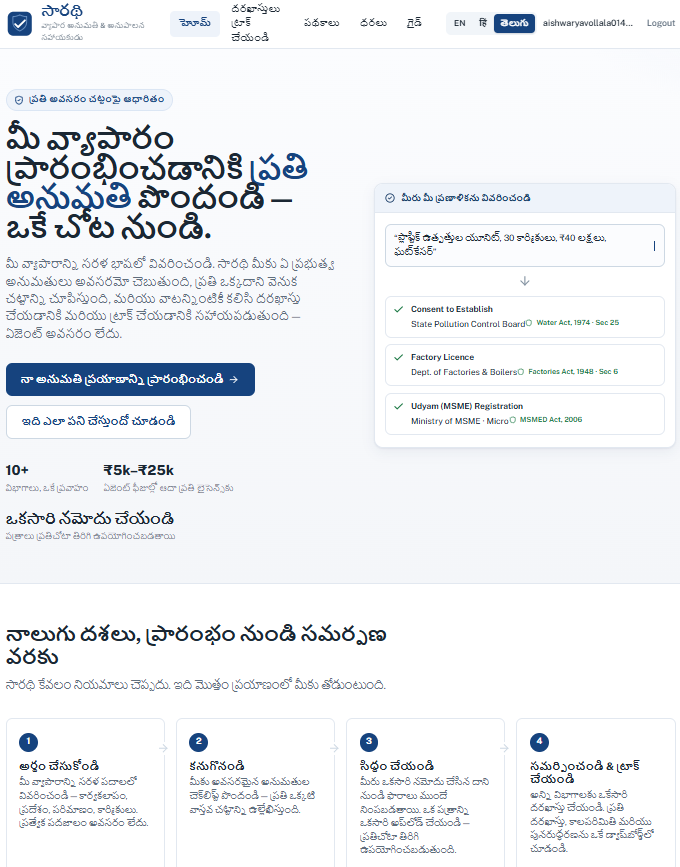 సారథి
వ్యాపార అనుమతి & అనుపాలన
సహాయకుడు
హోమ్
దరఖాస్తులు
ట్రాక్
చేయండి
పథకాలు
ధరలు
గైడ్
EN
हि
తెలుగు
aishwaryavollala014...
Logout
ప్రతి అవసరం చట్టంపై ఆధారితం
మీ వ్యాపారం
ప్రారంభించడానికి ప్రతి
అనుమతి పొందండి —
ఒకే చోట నుండి.
మీ వ్యాపారాన్ని సరళ భాషలో వివరించండి. సారథి మీకు ఏ ప్రభుత్వ
అనుమతులు అవసరమో చెబుతుంది, ప్రతి ఒక్కదాని వెనుక
చట్టాన్ని చూపిస్తుంది, మరియు వాటన్నింటికీ కలిసి దరఖాస్తు
చేయడానికి మరియు ట్రాక్ చేయడానికి సహాయపడుతుంది —
ఏజెంట్ అవసరం లేదు.
నా అనుమతి ప్రయాణాన్ని ప్రారంభించండి →
ఇది ఎలా పని చేస్తుందో చూడండి
10+
విభాగాలు, ఒకే ప్రవాహం
₹5k–₹25k
ఏజెంట్ ఫీజుల్లో ఆదా ప్రతి లైసెన్స్‌కు
ఒకసారి నమోదు చేయండి
పత్రాలు ప్రతిచోటా తిరిగి ఉపయోగించబడతాయి
మీరు మీ ప్రణాళికను వివరించండి
"ప్లాస్టిక్ ఉత్పత్తుల యూనిట్, 30 కార్మికులు, ₹40 లక్షలు,
ఘట్‌కేసర్"
Consent to Establish
State Pollution Control Board
Water Act, 1974 · Sec 25
Factory Licence
Dept. of Factories & Boilers
Factories Act, 1948 · Sec 6
Udyam (MSME) Registration
Ministry of MSME · Micro
MSMED Act, 2006
నాలుగు దశలు, ప్రారంభం నుండి సమర్పణ
వరకు
సారథి కేవలం నియమాలు చెప్పదు. ఇది మొత్తం ప్రయాణంలో మీకు తోడుంటుంది.
1
అర్థం చేసుకోండి
మీ వ్యాపారాన్ని సరళ పదాలలో
వివరించండి — కార్యకలాపం,
ప్రదేశం, పరిమాణం, కార్మికులు.
ప్రత్యేక పదజాలం అవసరం లేదు.
2
కనుగొనండి
మీకు అవసరమైన అనుమతుల
చెక్‌లిస్ట్ పొందండి — ప్రతి ఒక్కటి
వాస్తవ చట్టాన్ని ఉల్లేఖిస్తుంది.
3
సిద్ధం చేయండి
మీరు ఒకసారి నమోదు చేసిన దాని
నుండి ఫారాలు ముందే
నింపబడతాయి. ఒక పత్రాన్ని
ఒకసారి అప్‌లోడ్ చేయండి —
ప్రతిచోటా తిరిగి
ఉపయోగించబడుతుంది.
4
సమర్పించండి & ట్రాక్
చేయండి
అన్ని విభాగాలకు ఒకేసారి
దరఖాస్తు చేయండి. ప్రతి
దరఖాస్తు, కాలపరిమితి మరియు
పునరుద్ధరణను ఒకే డ్యాష్‌బోర్డ్‌లో
చూడండి.